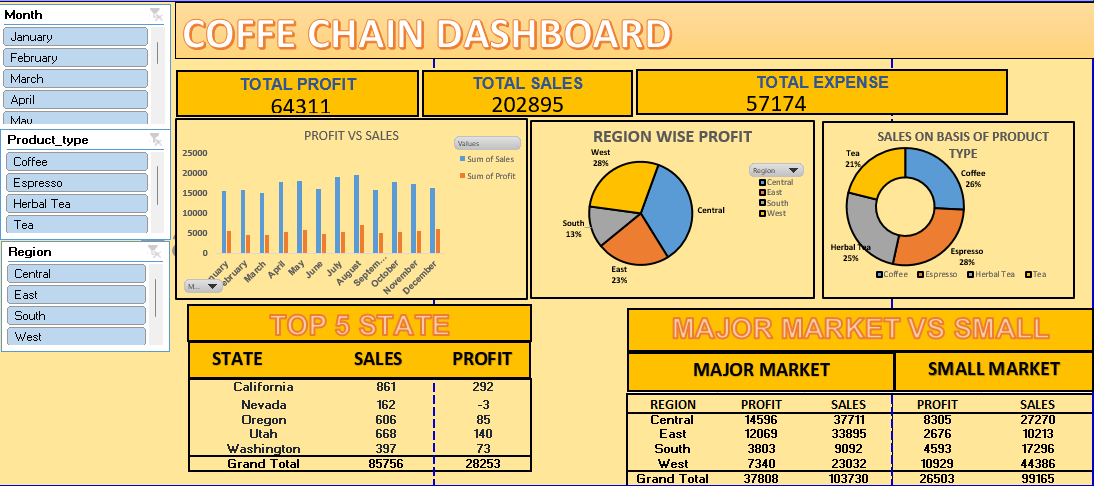 Month
January
February
March
April
May
Product_type
Coffee
Espresso
Herbal Tea
Tea
Region
Central
East
South
West
COFFE CHAIN DASHBOARD
TOTAL PROFIT
64311
TOTAL SALES
202895
TOTAL EXPENSE
57174
PROFIT VS SALES
Values
Sum of Sales
Sum of Profit
25000
20000
15000
10000
5000
0
March
April
May
June
July
August
Septem...
October
November
December
M...
REGION WISE PROFIT
West
28%
Central
South
13%
East
23%
Region
Central
East
South
West
SALES ON BASIS OF PRODUCT
TYPE
Tea
21%
Coffee
26%
Herbal Tea
25%
Espresso
28%
Coffee Espresso Herbal Tea Tea
TOP 5 STATE
STATE SALES PROFIT
California 861 292
Nevada 162 -3
Oregon 606 85
Utah 668 140
Washington 397 73
Grand Total 85756 28253
MAJOR MARKET VS SMALL
MAJOR MARKET SMALL MARKET
REGION PROFIT SALES PROFIT SALES
Central 14596 37711 8305 27270
East 12069 33895 2676 10213
South 3803 9092 4593 17296
West 7340 23032 10929 44386
Grand Total 37808 103730 26503 99165